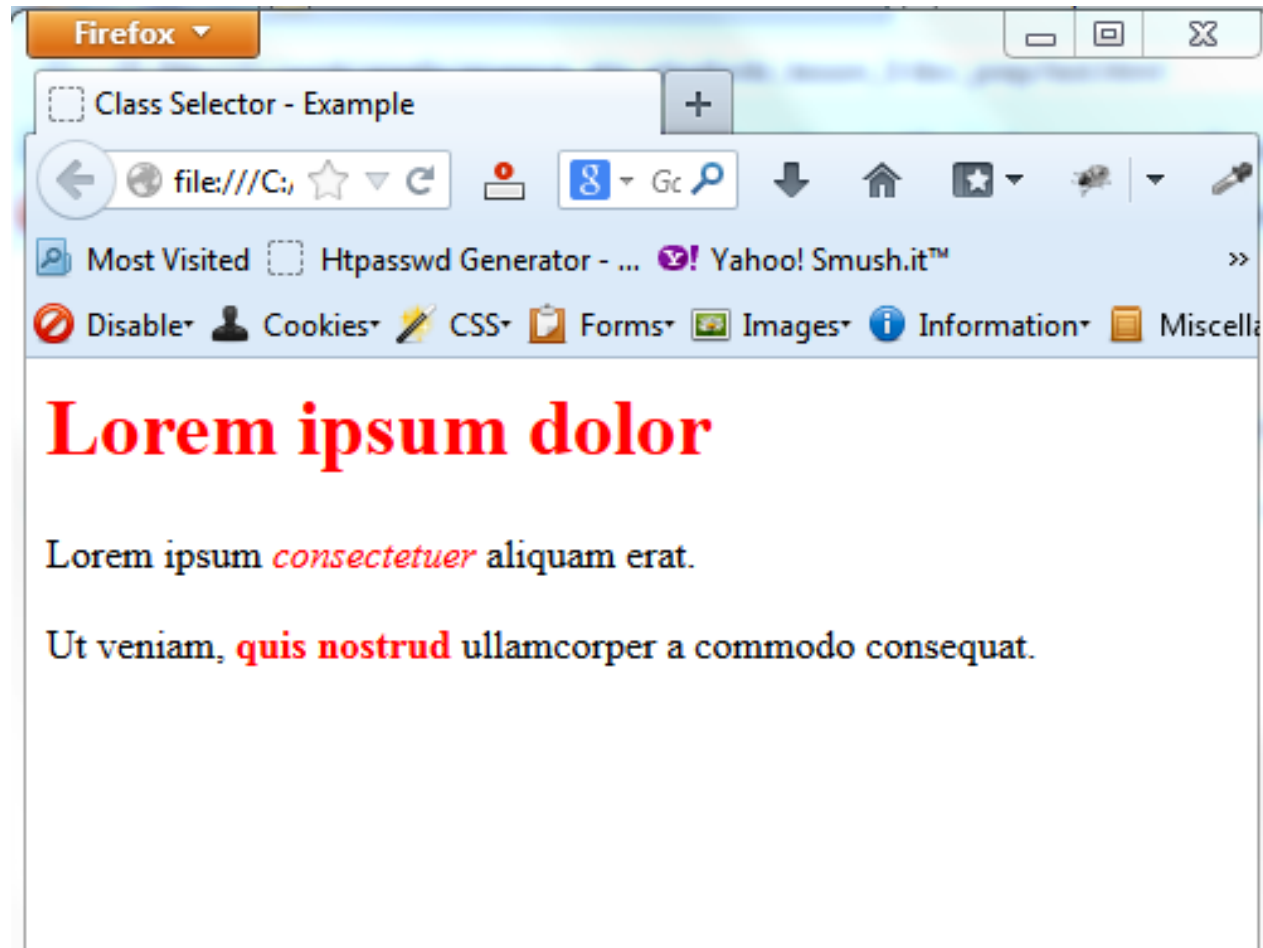 Firefox
Class Selector - Example
file:///C:/ Gc
Most Visited Htpasswd Generator - ... Y! Yahoo! Smush.it™ »
Disable Cookies CSS Forms Images Information Miscella
Lorem ipsum dolor
Lorem ipsum consectetuer aliquam erat.
Ut veniam, quis nostrud ullamcorper a commodo consequat.